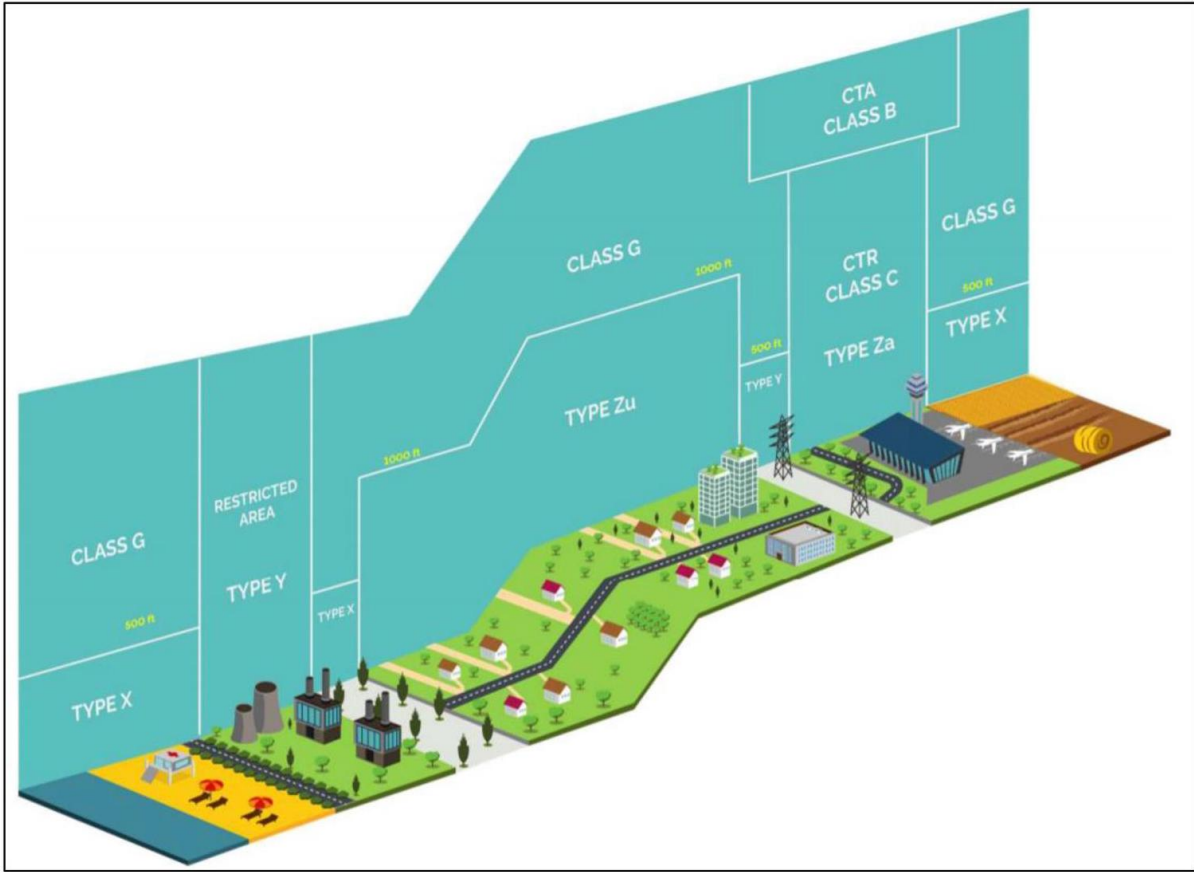 CTA
CLASS B
CLASS G
CLASS G
1000 ft
CTR
CLASS C
500 ft
TYPE X
500 ft
TYPE Y
TYPE Za
TYPE Zu
1000 ft
RESTRICTED
AREA
CLASS G
TYPE Y
TYPE X
500 ft
TYPE X